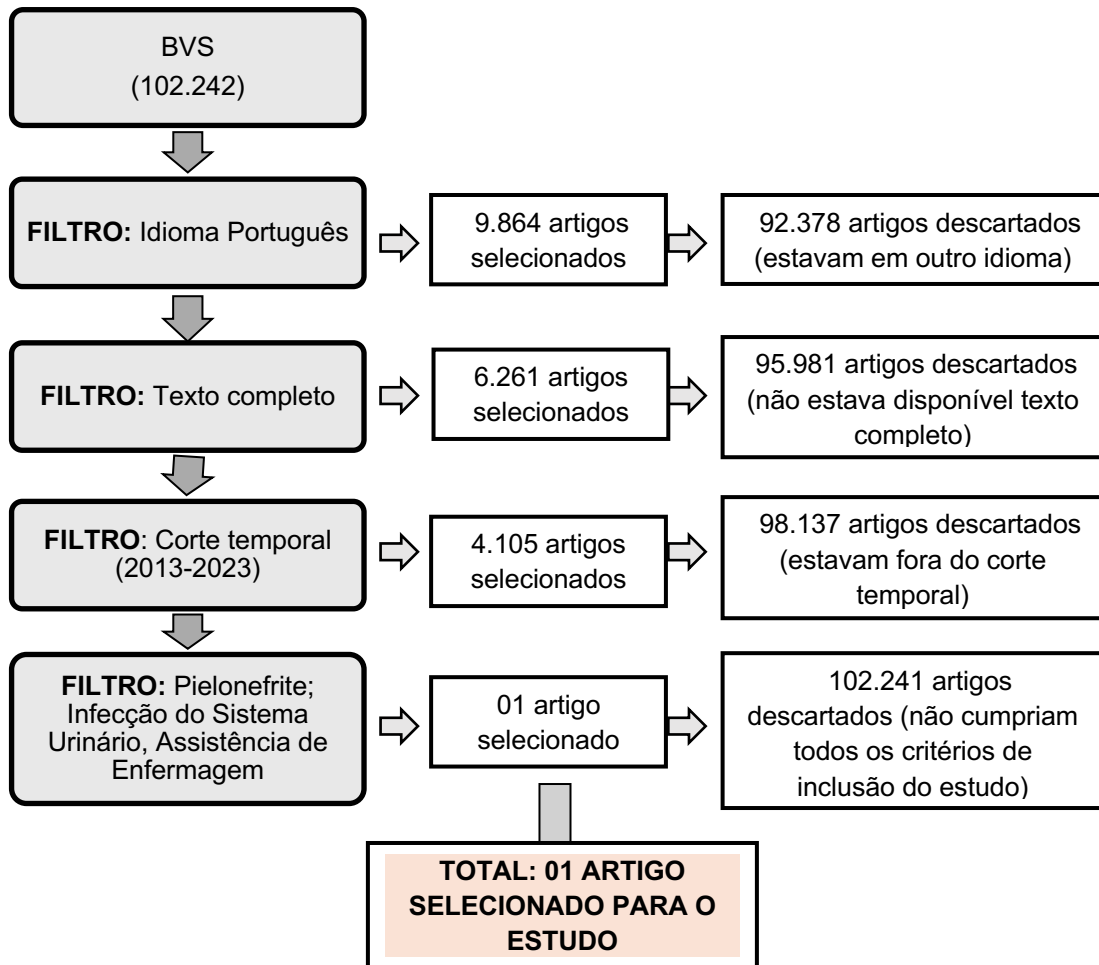 BVS
(102.242)
FILTRO: Idioma Português
9.864 artigos
selecionados
92.378 artigos descartados
(estavam em outro idioma)
FILTRO: Texto completo
6.261 artigos
selecionados
95.981 artigos descartados
(não estava disponível texto
completo)
FILTRO: Corte temporal
(2013-2023)
4.105 artigos
selecionados
98.137 artigos descartados
(estavam fora do corte
temporal)
FILTRO: Pielonefrite;
Infecção do Sistema
Urinário, Assistência de
Enfermagem
01 artigo
selecionado
102.241 artigos
descartados (não cumpriam
todos os critérios de
inclusão do estudo)
TOTAL: 01 ARTIGO
SELECIONADO PARA O
ESTUDO